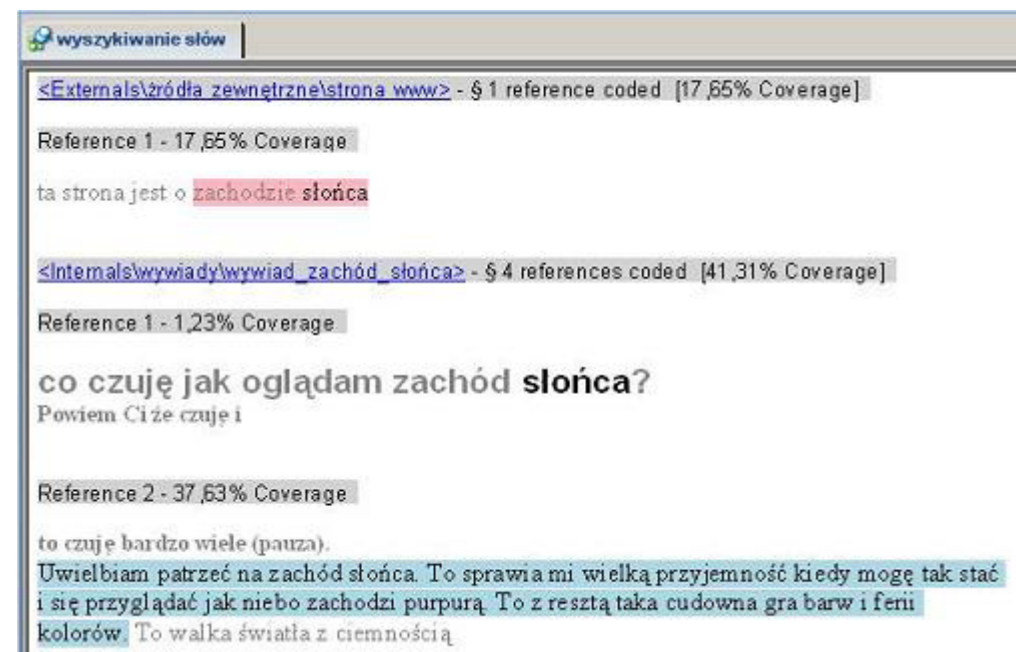 wyszykiwanie słów
<Externals\źródła zewnętrzne\strona www> - § 1 reference coded [17,65% Coverage]
Reference 1 - 17,65% Coverage
ta strona jest o zachodzie słońca
<Internals\wywiady\wywiad_zachód_słońca> - § 4 references coded [41,31% Coverage]
Reference 1 - 1,23% Coverage
co czuję jak oglądam zachód słońca?
Powiem Ci że czuję i
Reference 2 - 37,63% Coverage
to czuję bardzo wiele (pauza).
Uwielbiam patrzeć na zachód słońca. To sprawia mi wielką przyjemność kiedy mogę tak stać
i się przyglądać jak niebo zachodzi purpurą. To z resztą taka cudowna gra barw i ferii
kolorów. To walka światła z ciemnością